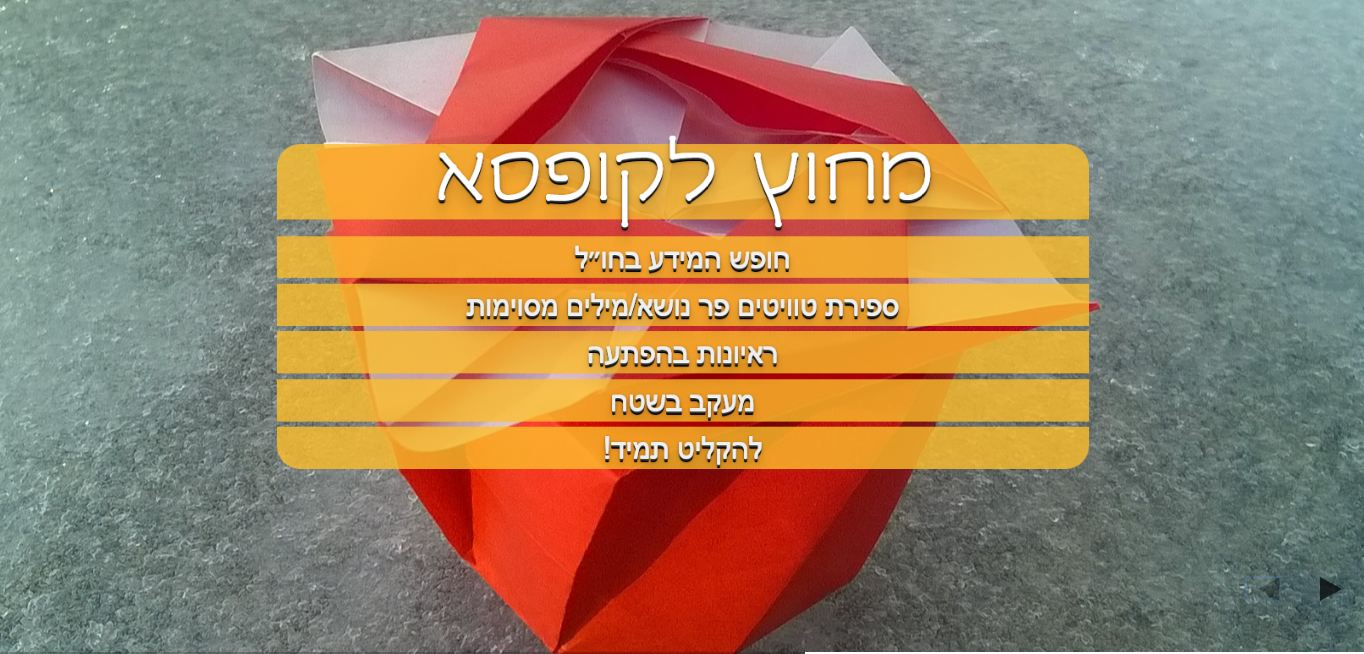 מחוץ לקופסא
חופש המידע בחו״ל
ספירת טוויטים פר נושא/מילים מסוימות
ראיונות בהפתעה
מעקב בשטח
להקליט תמיד!